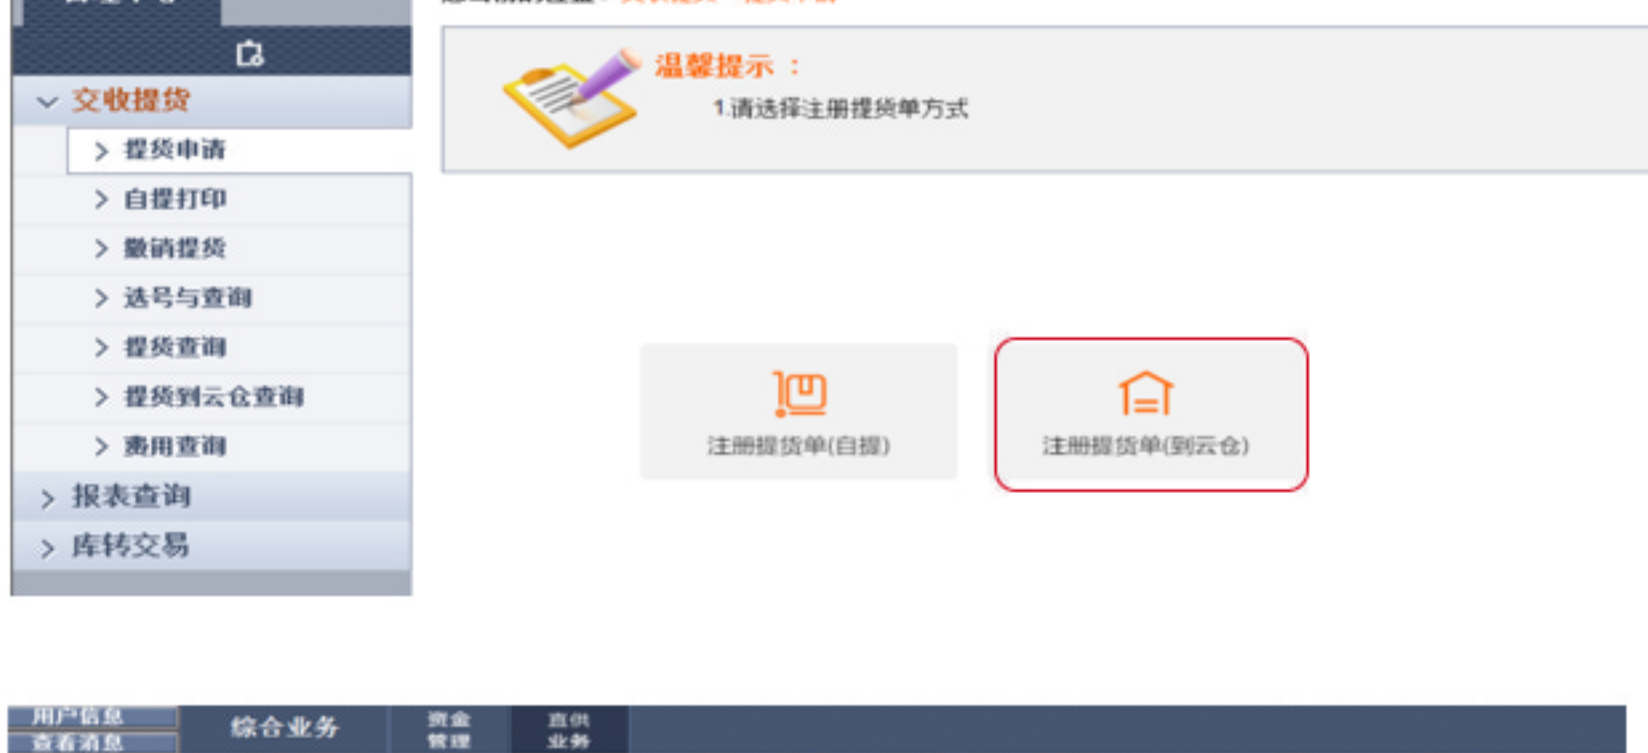 温馨提示：
1.请选择注册提货单方式
交收提货
提货申请
自提打印
撤销提货
选号与查询
提货查询
提货到云仓查询
费用查询
报表查询
库转交易
注册提货单(自提)
注册提货单(到云仓)
用户信息
查看消息
综合业务
资金
管理
直供
业务